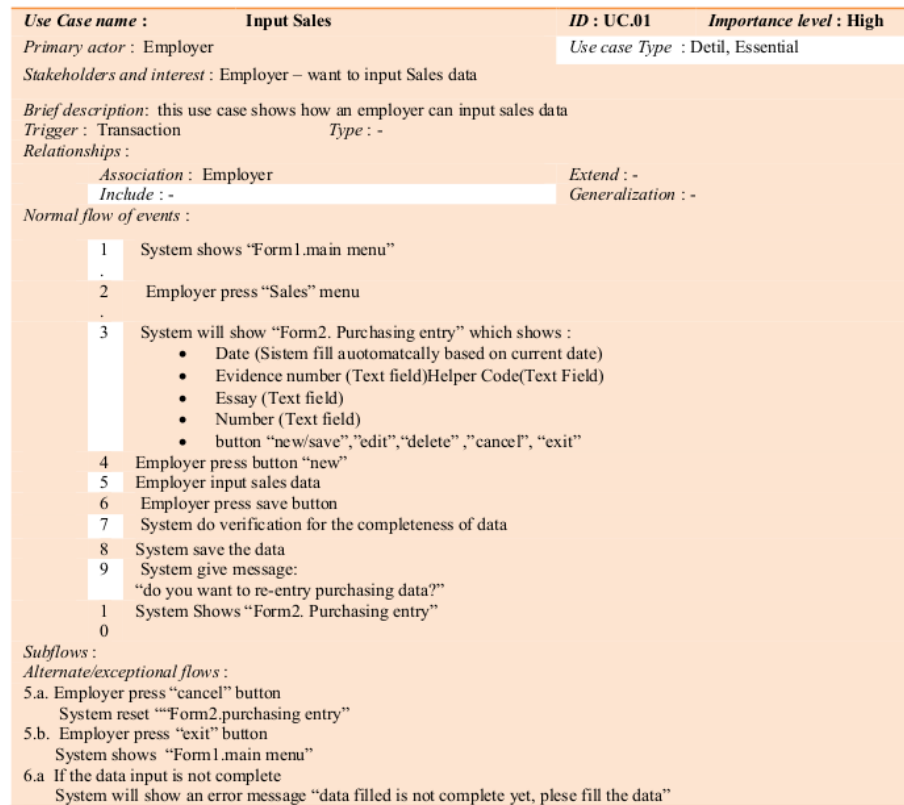 Use Case name : Input Sales ID : UC.01 Importance level : High
Primary actor : Employer Use case Type : Detil, Essential
Stakeholders and interest : Employer – want to input Sales data
Brief description: this use case shows how an employer can input sales data
Trigger : Transaction Type : -
Relationships :
Association : Employer Extend : -
Include : - Generalization : -
Normal flow of events :
1 System shows “Form1.main menu”
.
2 Employer press “Sales” menu
.
3 System will show “Form2. Purchasing entry” which shows :
• Date (Sistem fill auotomatcally based on current date)
• Evidence number (Text field)Helper Code(Text Field)
• Essay (Text field)
• Number (Text field)
• button “new/save”,”edit”,“delete” ,”cancel”, “exit”
4 Employer press button “new”
5 Employer input sales data
6 Employer press save button
7 System do verification for the completeness of data
8 System save the data
9 System give message:
“do you want to re-entry purchasing data?”
1 System Shows “Form2. Purchasing entry”
0
Subflows :
Alternate/exceptional flows :
5.a. Employer press “cancel” button
System reset ““Form2.purchasing entry”
5.b. Employer press “exit” button
System shows “Form1.main menu”
6.a If the data input is not complete
System will show an error message “data filled is not complete yet, plese fill the data”